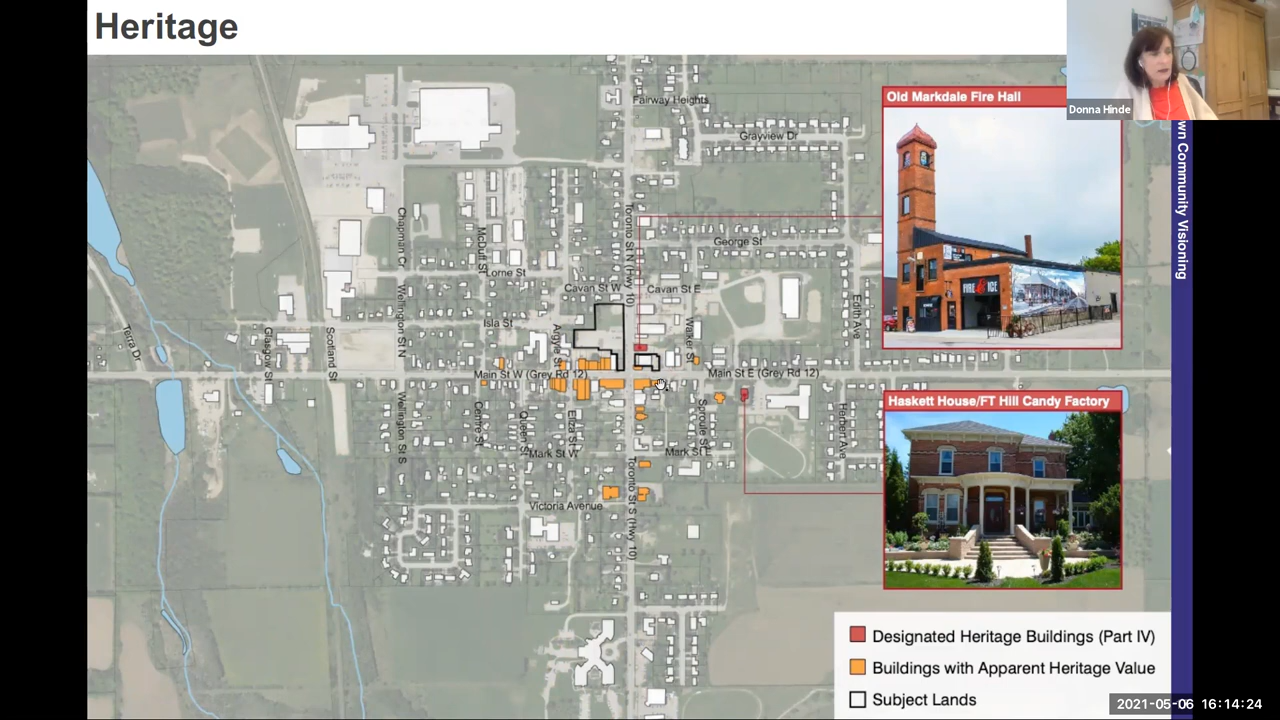 Heritage
Donna Hinde
wn Community Visioning
Old Markdale Fire Hall
FIRE ICE
Fairway Heights
Grayview Dr
Toronto St N (Hwy 10)
George St
Chapman Cr
McDuff St
Lorne St
Cavan St W
Cavan St E
Edith Ave
Wellington St N
Isla St
Argyle St
Walker St
Terra Dr
Glasgow St
Scotland St
Main St W (Grey Rd 12)
Main St E (Grey Rd 12)
Haskett House/FT Hill Candy Factory
Wellington St S
Centre St
Queen St
Eliza St
Sproule St
Herbert Ave
Mark St W
Mark St E
Victoria Avenue
Toronto St S (Hwy 10)
Designated Heritage Buildings (Part IV)
Buildings with Apparent Heritage Value
Subject Lands
2021-05-06 16:14:24